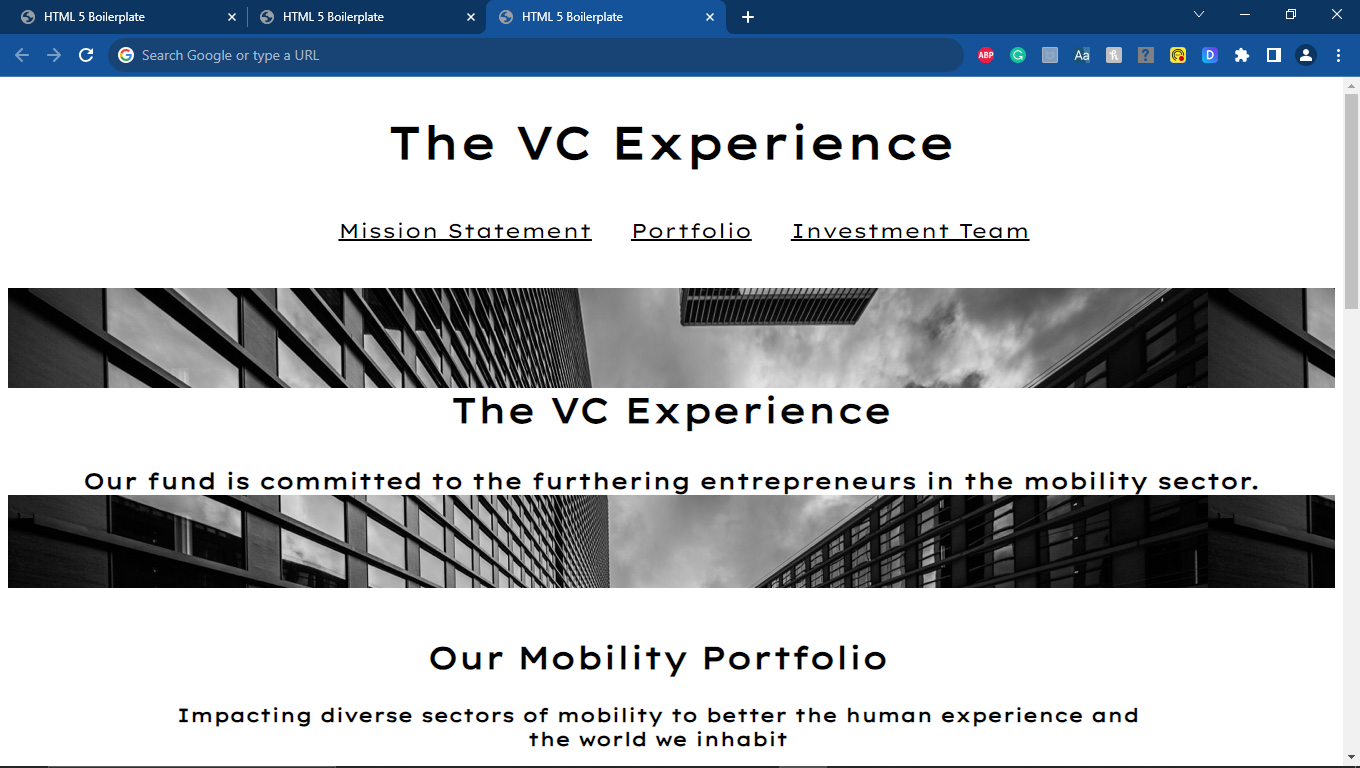 HTML 5 Boilerplate HTML 5 Boilerplate HTML 5 Boilerplate
Search Google or type a URL
ABP
G
Aa
?
D
The VC Experience
Mission Statement Portfolio Investment Team
The VC Experience
Our fund is committed to the furthering entrepreneurs in the mobility sector.
Our Mobility Portfolio
Impacting diverse sectors of mobility to better the human experience and
the world we inhabit